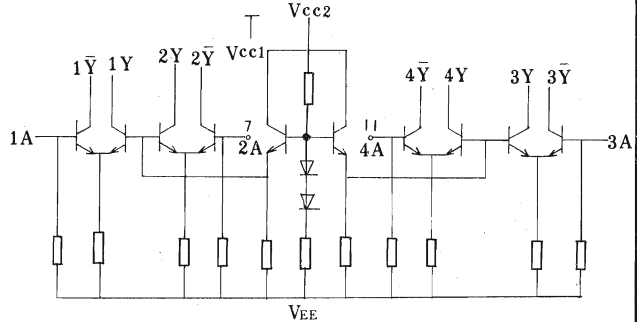 Vcc2
Vcc1
1Ȳ 1Y 2Y 2Ȳ
4Ȳ 4Y 3Y 3Ȳ
1A
7
2A
11
4A
3A
VEE